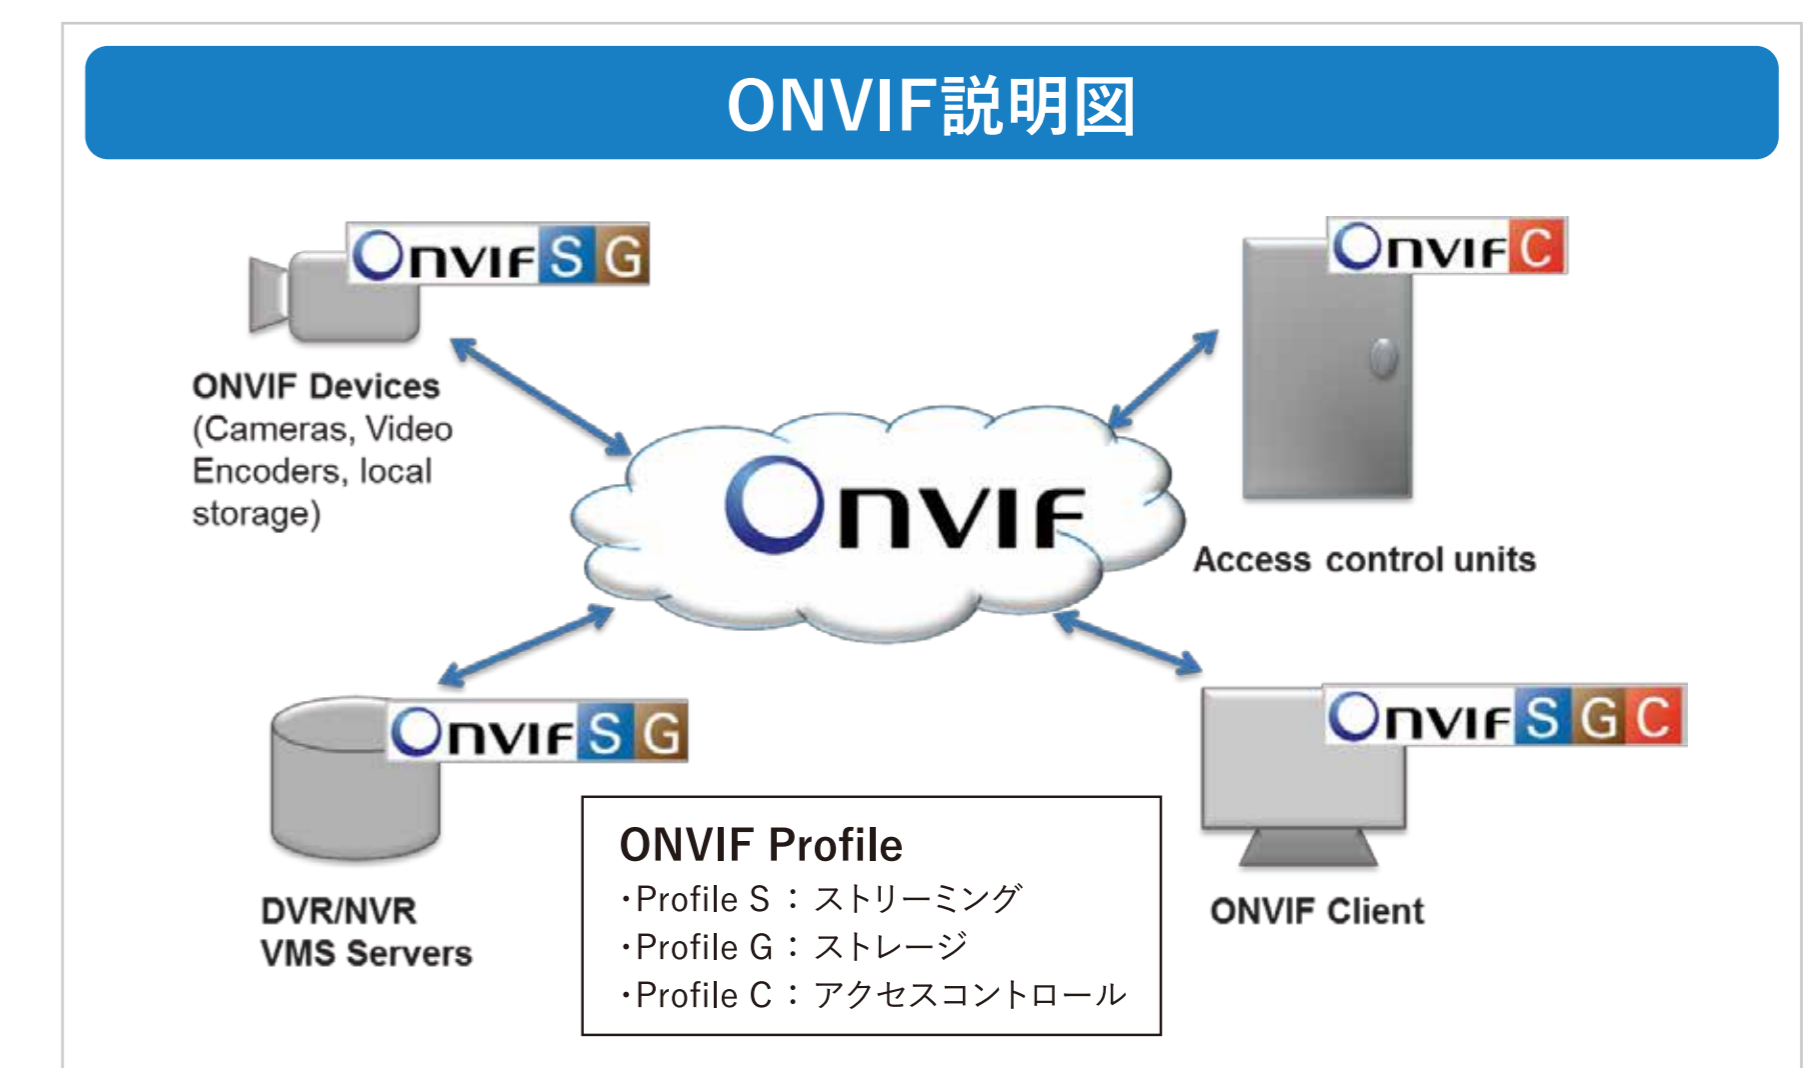 ONVIF説明図
Onvif S G
ONVIF Devices
(Cameras, Video
Encoders, local
storage)
Onvif C
Access control units
Onvif
Onvif S G
DVR/NVR
VMS Servers
Onvif S G C
ONVIF Client
ONVIF Profile
・Profile S：ストリーミング
・Profile G：ストレージ
・Profile C：アクセスコントロール